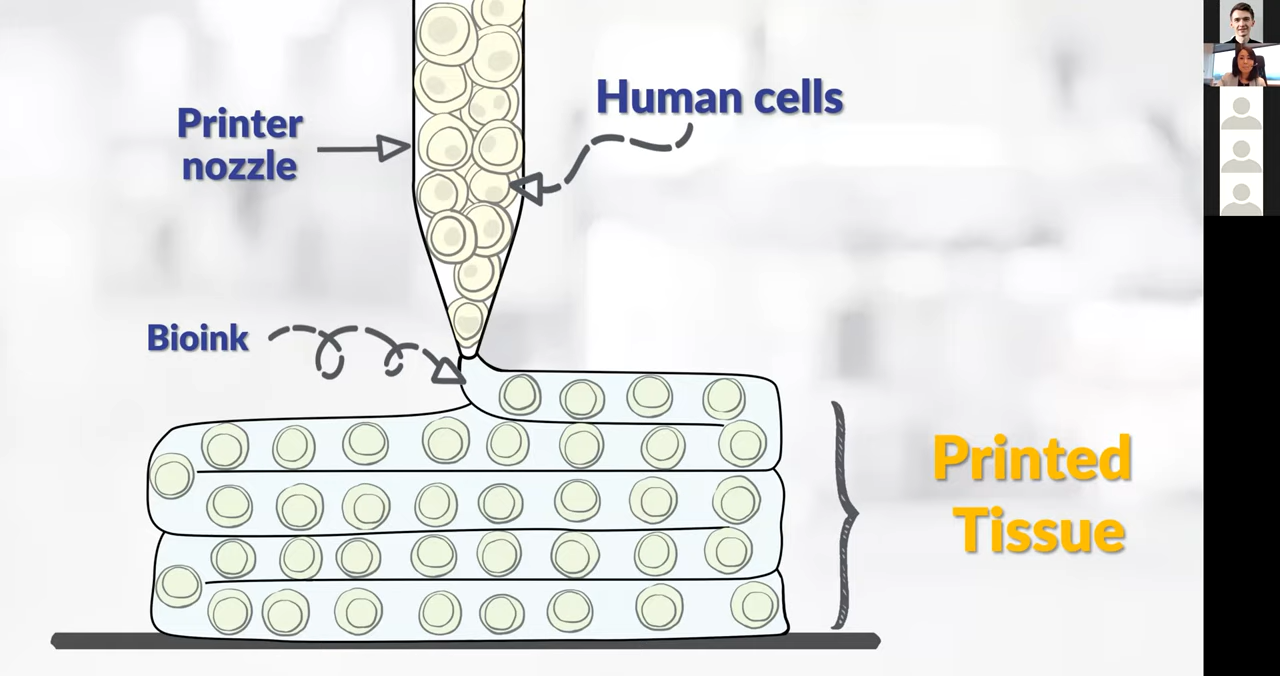 Human cells
Printer
nozzle
Bioink
Printed
Tissue